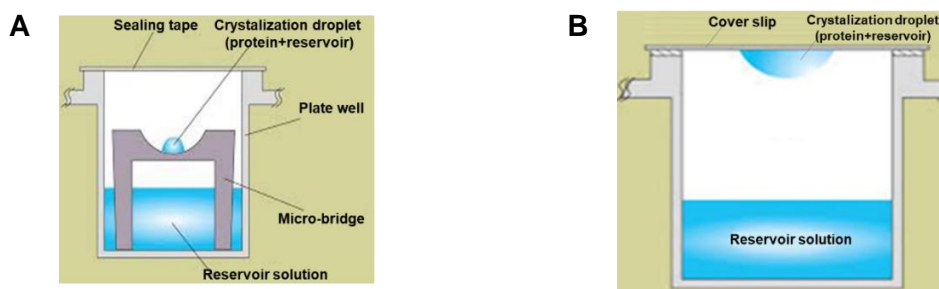 A
Sealing tape
Crystalization droplet
(protein+reservoir)
Plate well
Micro-bridge
Reservoir solution
B
Cover slip
Crystalization droplet
(protein+reservoir)
Reservoir solution